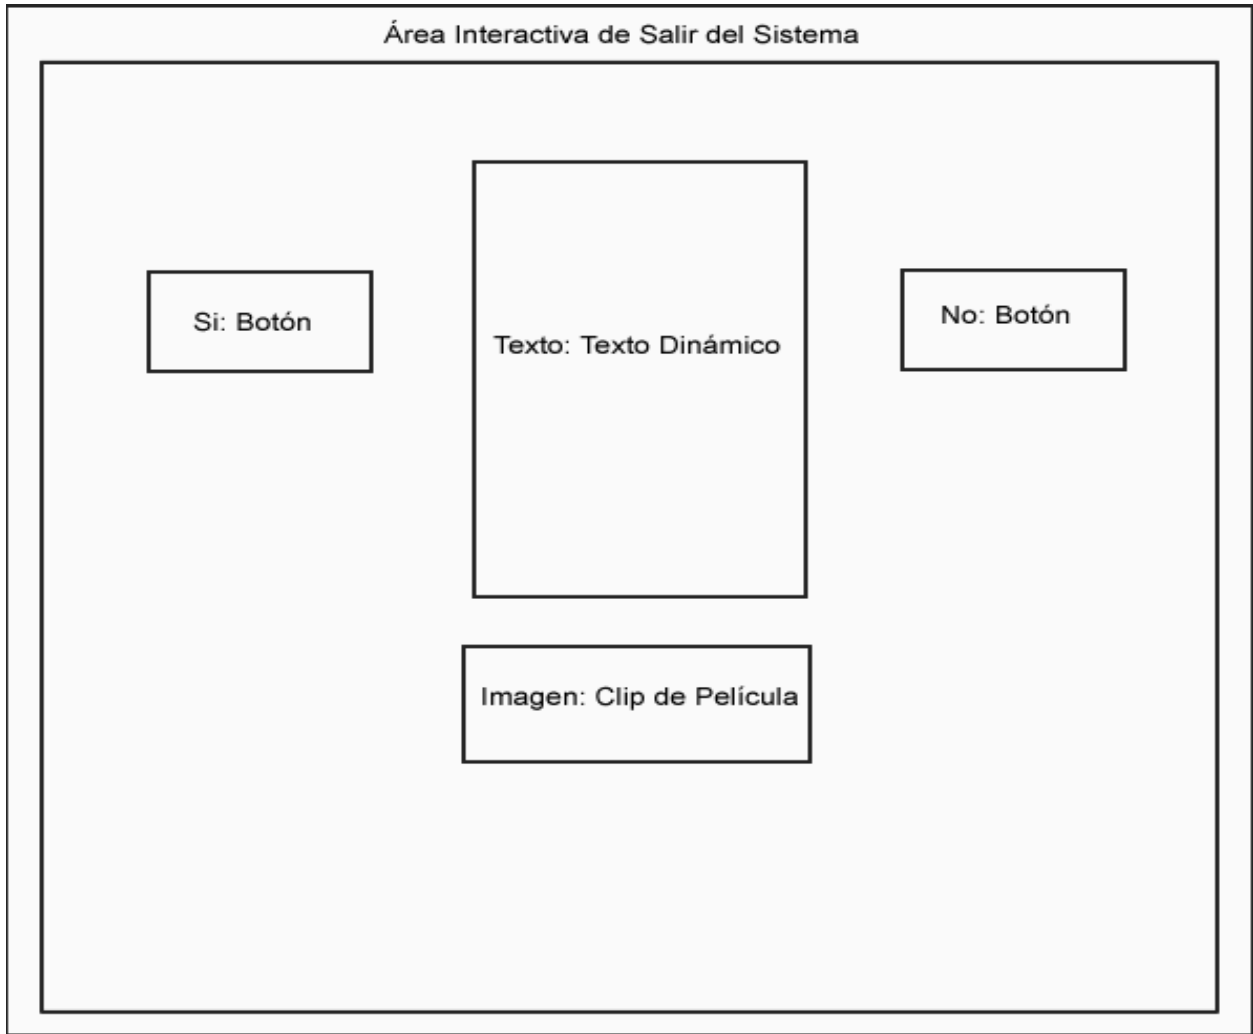 Área Interactiva de Salir del Sistema
Si: Botón
Texto: Texto Dinámico
No: Botón
Imagen: Clip de Película